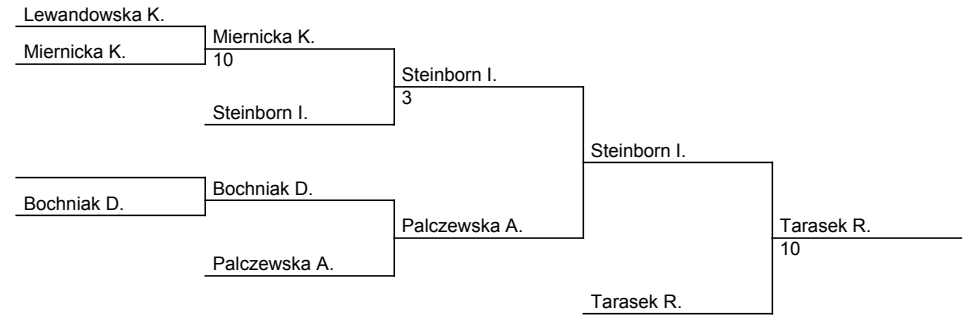 Lewandowska K.
Miernicka K.
Miernicka K.
10
Steinborn I.
Steinborn I.
3
Bochniak D.
Bochniak D.
Palczewska A.
Palczewska A.
Steinborn I.
Tarasek R.
Tarasek R.
10